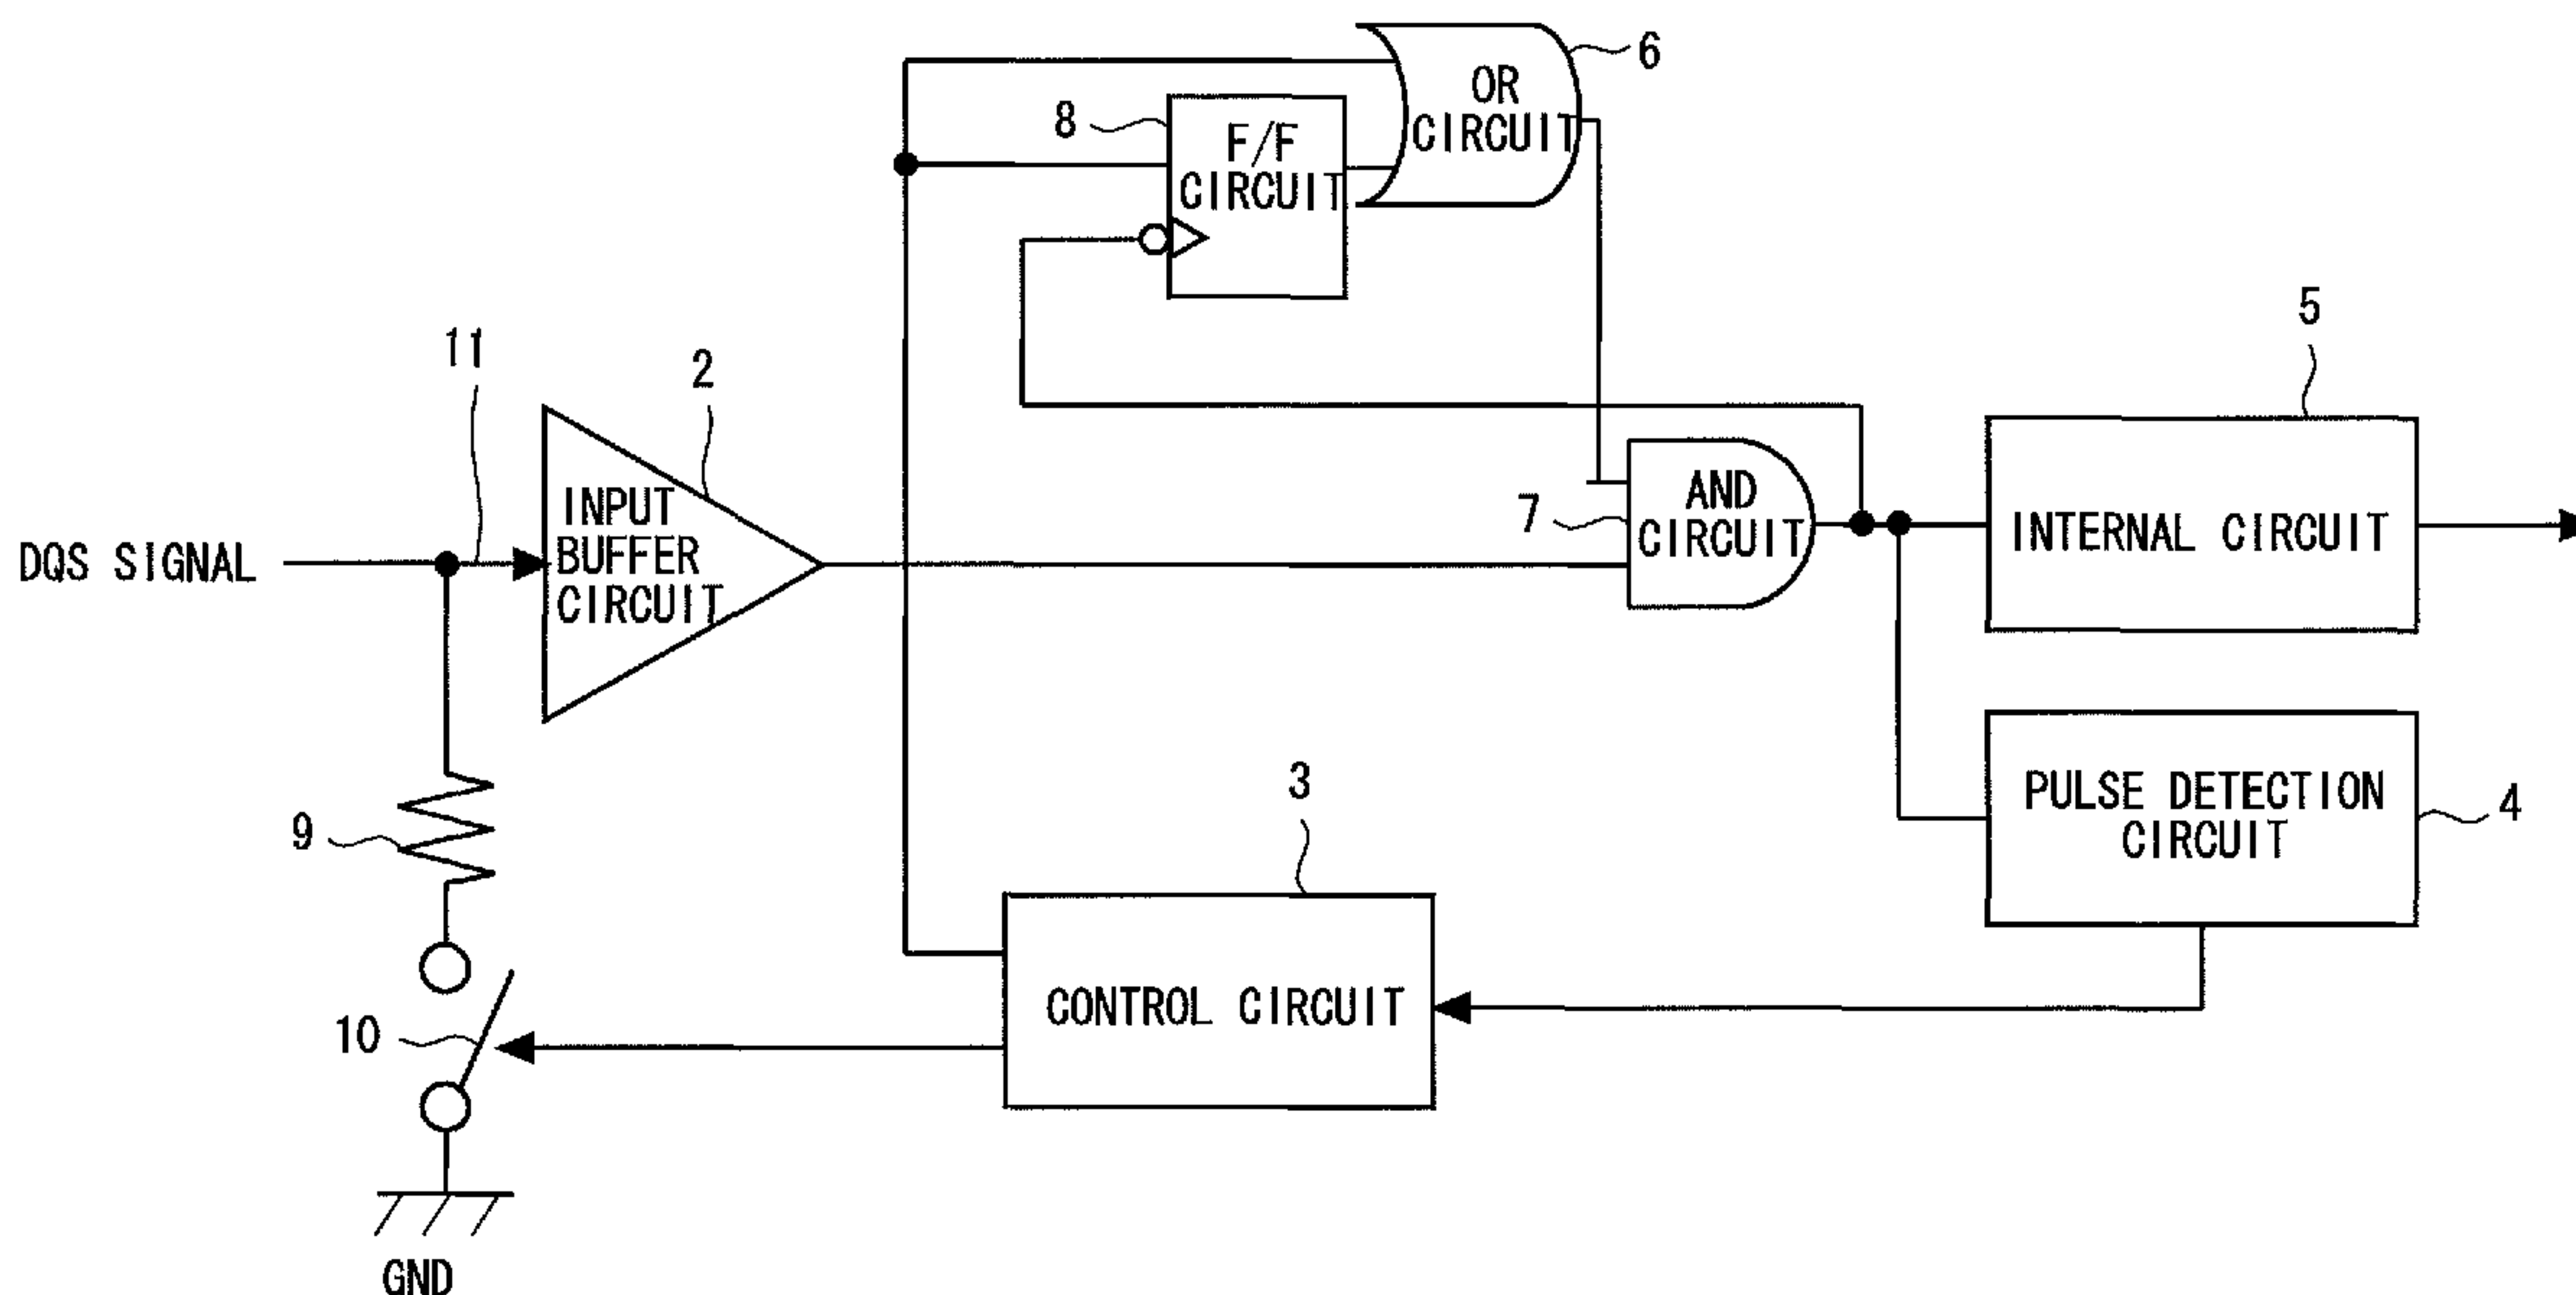 6
OR
CIRCUIT
8
F/F
CIRCUIT
5
11
2
INPUT
BUFFER
CIRCUIT
7
AND
CIRCUIT
INTERNAL CIRCUIT
DQS SIGNAL
3
PULSE DETECTION
CIRCUIT
4
9
CONTROL CIRCUIT
10
GND